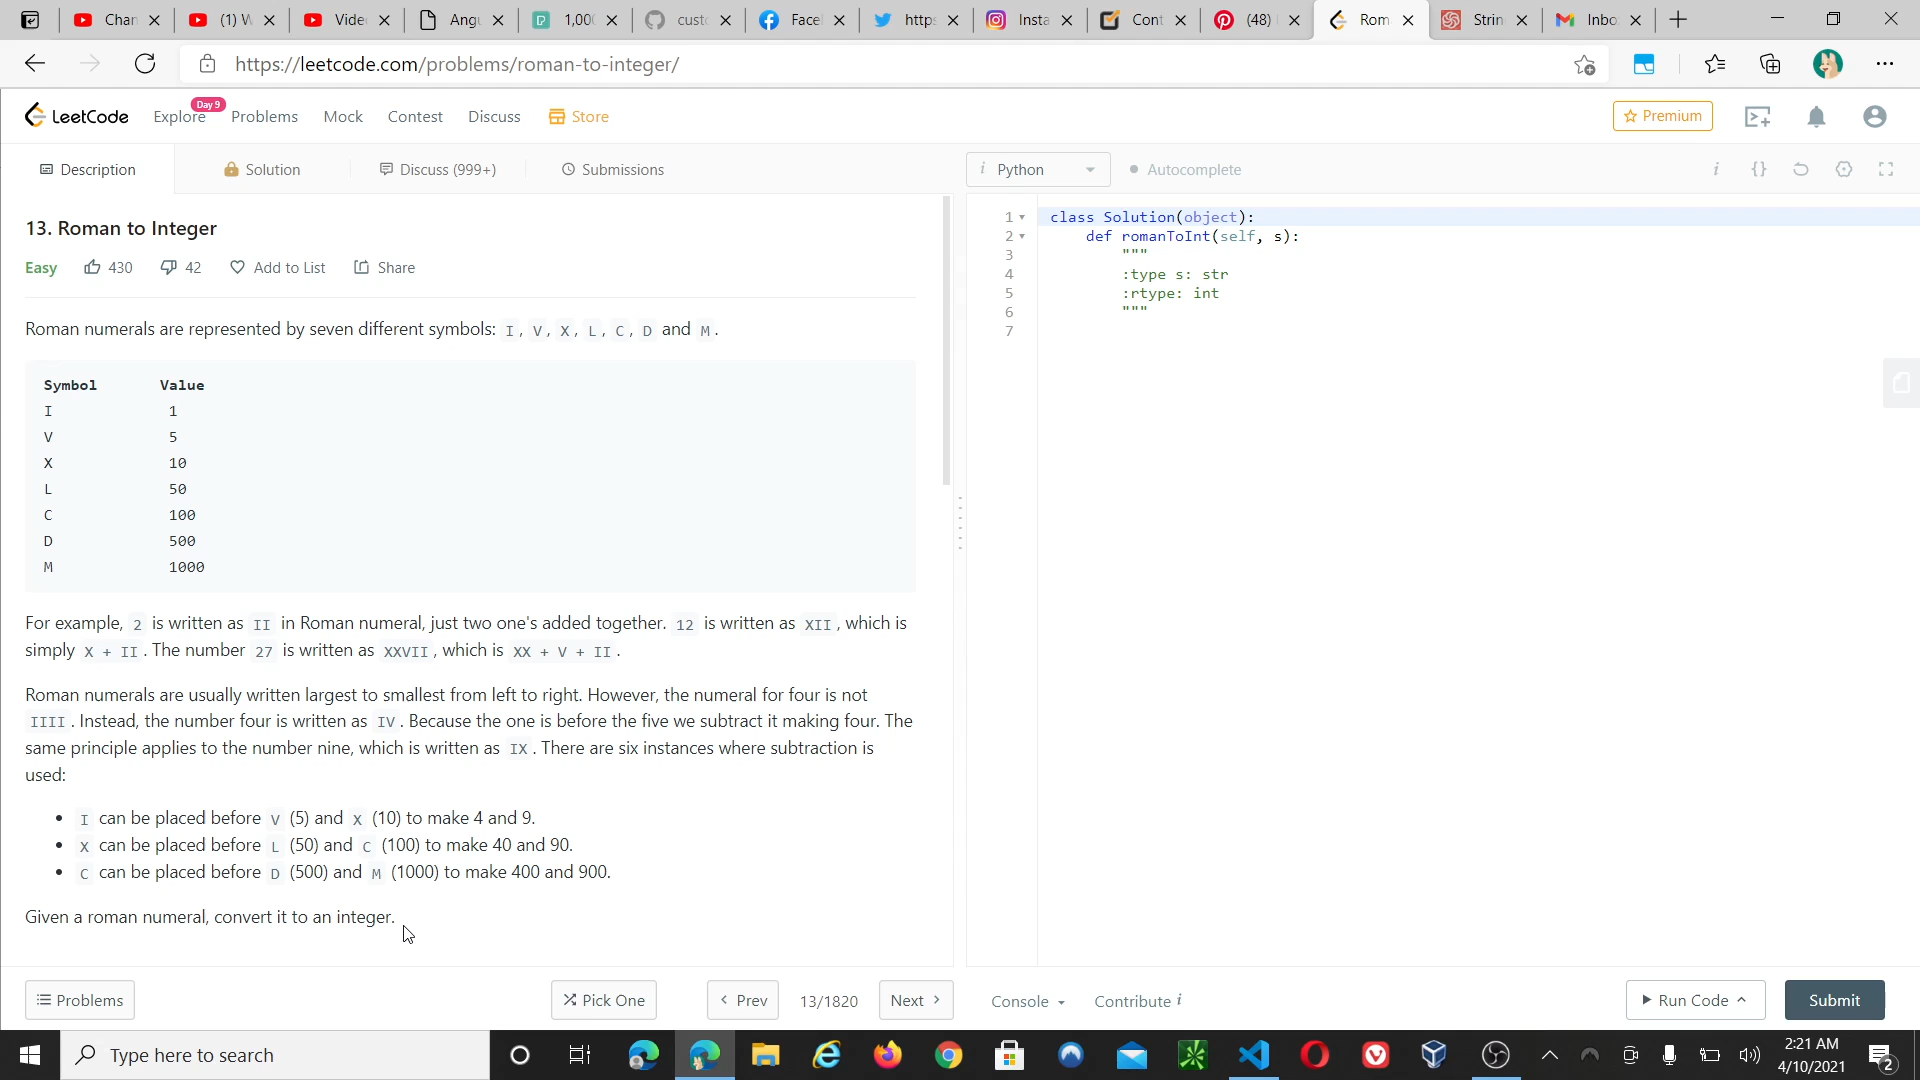 Chan
(1) W
Vide
Angu
1,000
cust
Face
https
Insta
Cont
(48)
Rom
Strin
Inbo
https://leetcode.com/problems/roman-to-integer/
LeetCode Explore Day 9 Problems Mock Contest Discuss Store Premium
Description Solution Discuss (999+) Submissions
i Python Autocomplete
13. Roman to Integer
Easy 430 42 Add to List Share
Roman numerals are represented by seven different symbols: I, V, X, L, C, D and M.
Symbol Value
I 1
V 5
X 10
L 50
C 100
D 500
M 1000
For example, 2 is written as II in Roman numeral, just two one's added together. 12 is written as XII, which is
simply X + II. The number 27 is written as XXVII, which is XX + V + II.
Roman numerals are usually written largest to smallest from left to right. However, the numeral for four is not
IIII. Instead, the number four is written as IV. Because the one is before the five we subtract it making four. The
same principle applies to the number nine, which is written as IX. There are six instances where subtraction is
used:
• I can be placed before V (5) and X (10) to make 4 and 9.
• X can be placed before L (50) and C (100) to make 40 and 90.
• C can be placed before D (500) and M (1000) to make 400 and 900.
Given a roman numeral, convert it to an integer.
1 class Solution(object):
2 def romanToInt(self, s):
3 """
4 :type s: str
5 :rtype: int
6 """
7
Problems Pick One < Prev 13/1820 Next >
Console Contribute i Run Code Submit
Type here to search
2:21 AM
4/10/2021
2